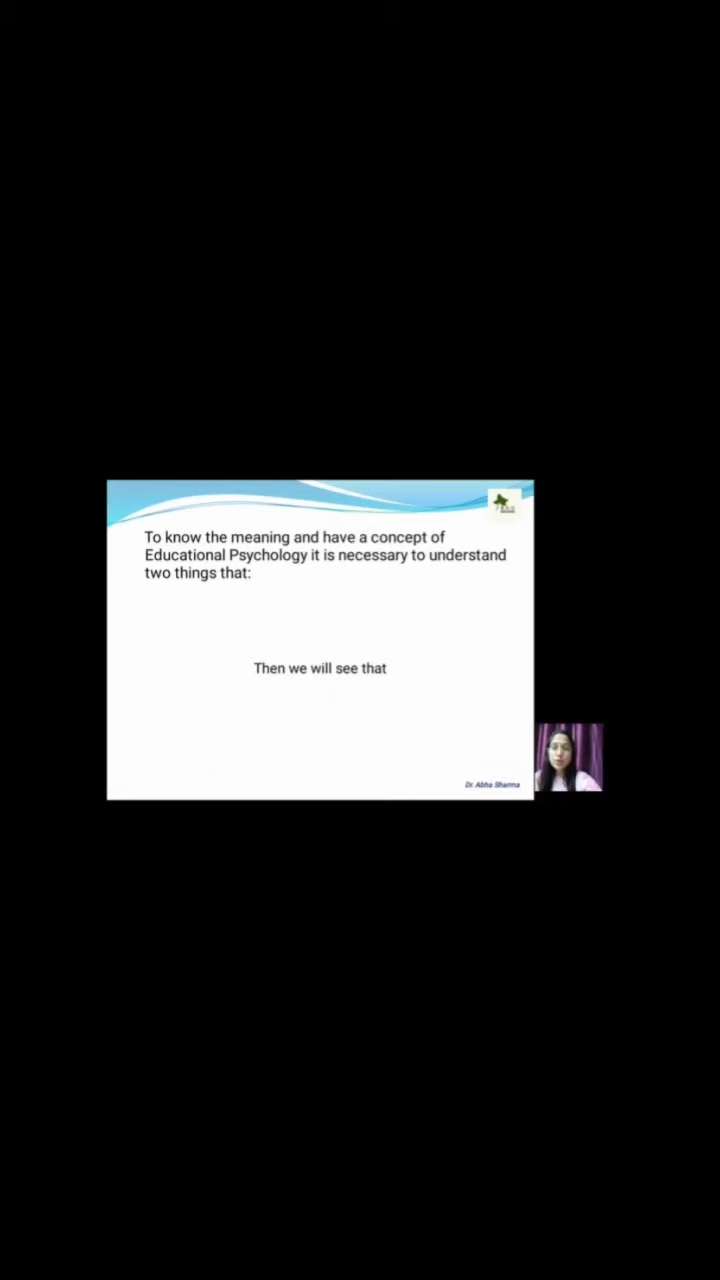 To know the meaning and have a concept of
Educational Psychology it is necessary to understand
two things that:
Then we will see that
Dr. Abha Sharma